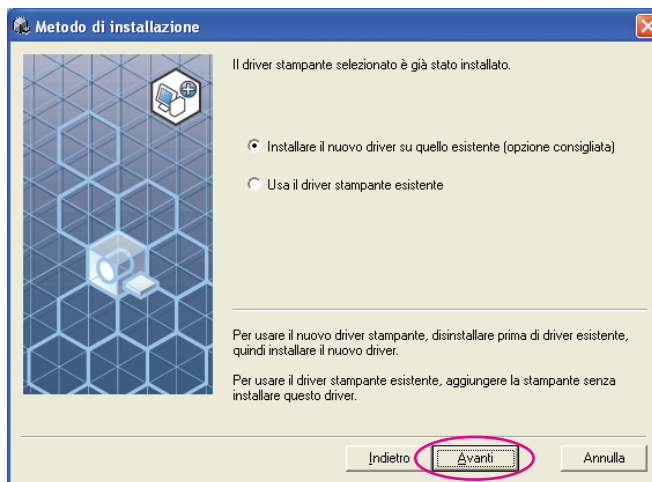 Metodo di installazione
Il driver stampante selezionato è già stato installato.
Installare il nuovo driver su quello esistente (opzione consigliata)
Usa il driver stampante esistente
Per usare il nuovo driver stampante, disinstallare prima di driver esistente,
quindi installare il nuovo driver.
Per usare il driver stampante esistente, aggiungere la stampante senza
installare questo driver.
Indietro Avanti Annulla